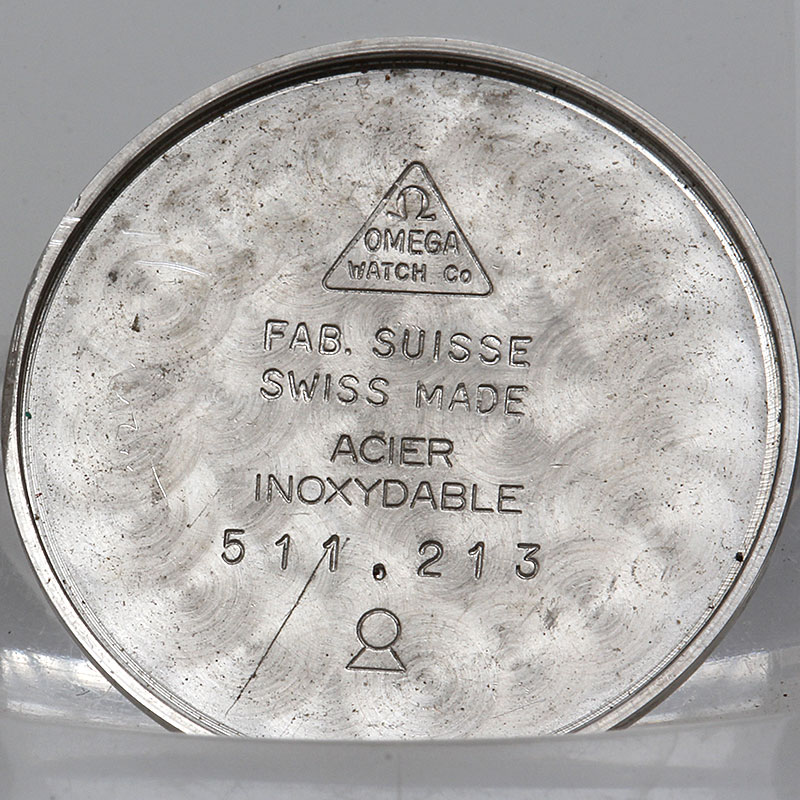 Ω
OMEGA
WATCH Co
FAB. SUISSE
SWISS MADE
ACIER
INOXYDABLE
511.213